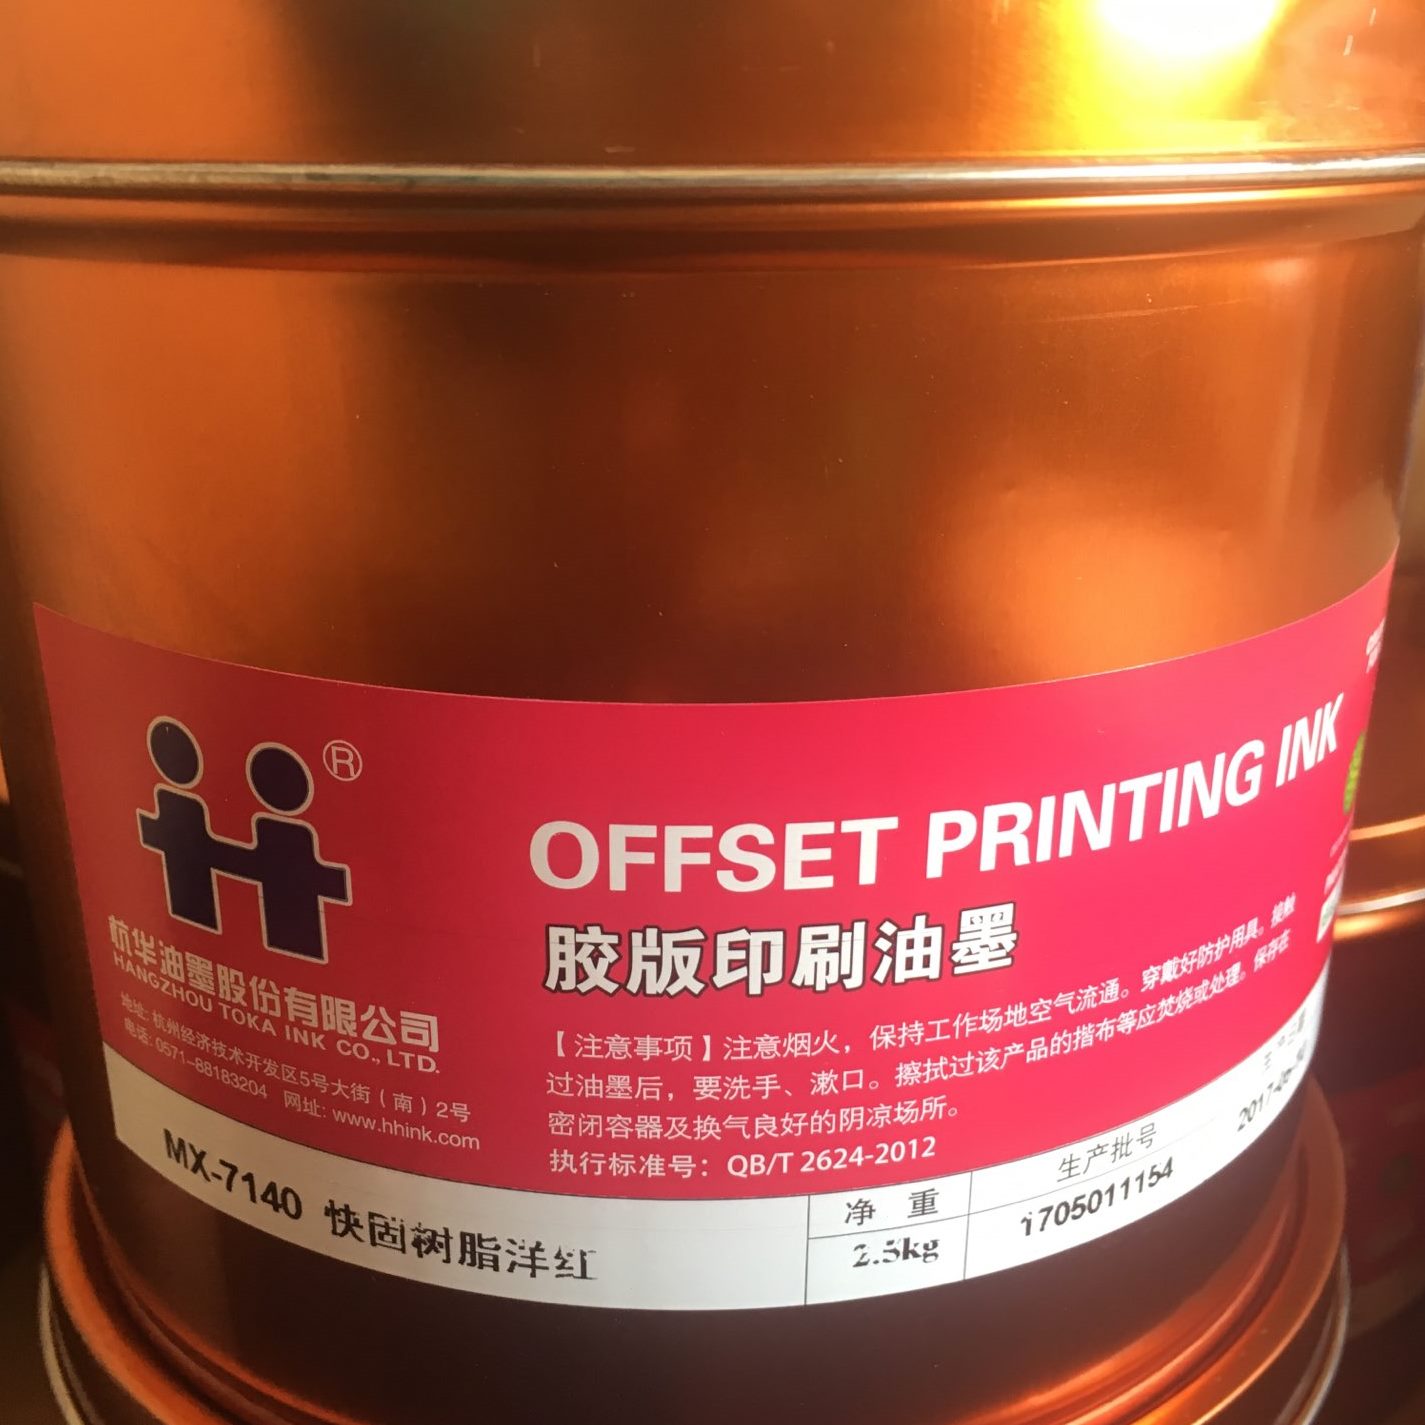 ®
杭华油墨股份有限公司
HANGZHOU TOKA INK CO., LTD.
地址: 杭州经济技术开发区5号大街（南）2号
电话: 0571-88183204 网址: www.hhink.com
OFFSET PRINTING INK
胶版印刷油墨
【注意事项】注意烟火，保持工作场地空气流通。穿戴好防护用具。接触
过油墨后，要洗手、漱口。擦拭过该产品的揩布等应焚烧或处理。保存在
密闭容器及换气良好的阴凉场所。
执行标准号：QB/T 2624-2012
MX-7140 快固树脂洋红
净 重
2.5kg
生产批号
1705011154
2017